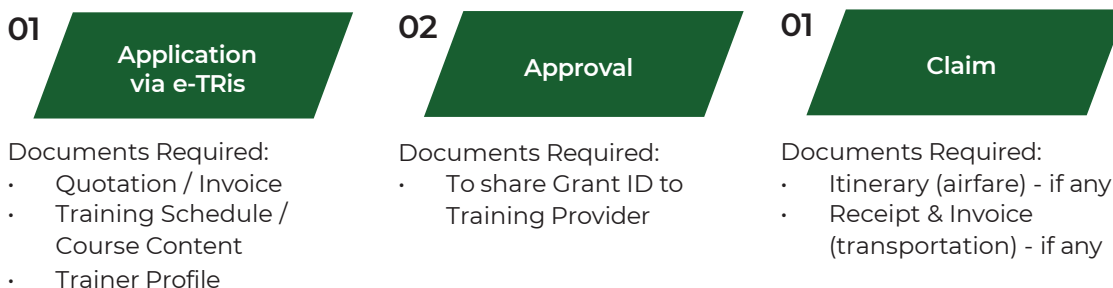 01
Application
via e-TRis
Documents Required:
• Quotation / Invoice
• Training Schedule /
Course Content
• Trainer Profile
02
Approval
Documents Required:
• To share Grant ID to
Training Provider
01
Claim
Documents Required:
• Itinerary (airfare) - if any
• Receipt & Invoice
(transportation) - if any